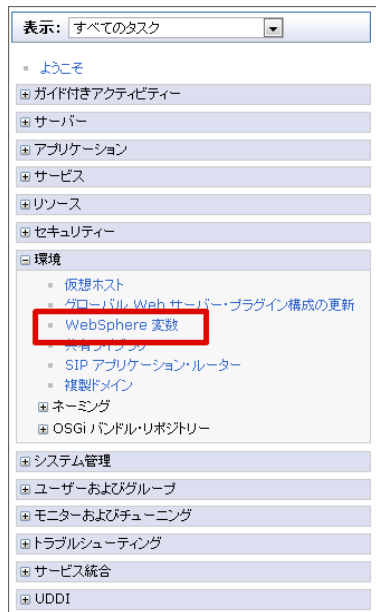 表示: すべてのタスク
ようこそ
ガイド付きアクティビティー
サーバー
アプリケーション
サービス
リソース
セキュリティー
環境
仮想ホスト
グローバル Web サーバー・プラグイン構成の更新
WebSphere 変数
共有ライブラリ
SIP アプリケーション・ルーター
複製ドメイン
ネーミング
OSGi バンドル・リポジトリー
システム管理
ユーザーおよびグループ
モニターおよびチューニング
トラブルシューティング
サービス統合
UDDI